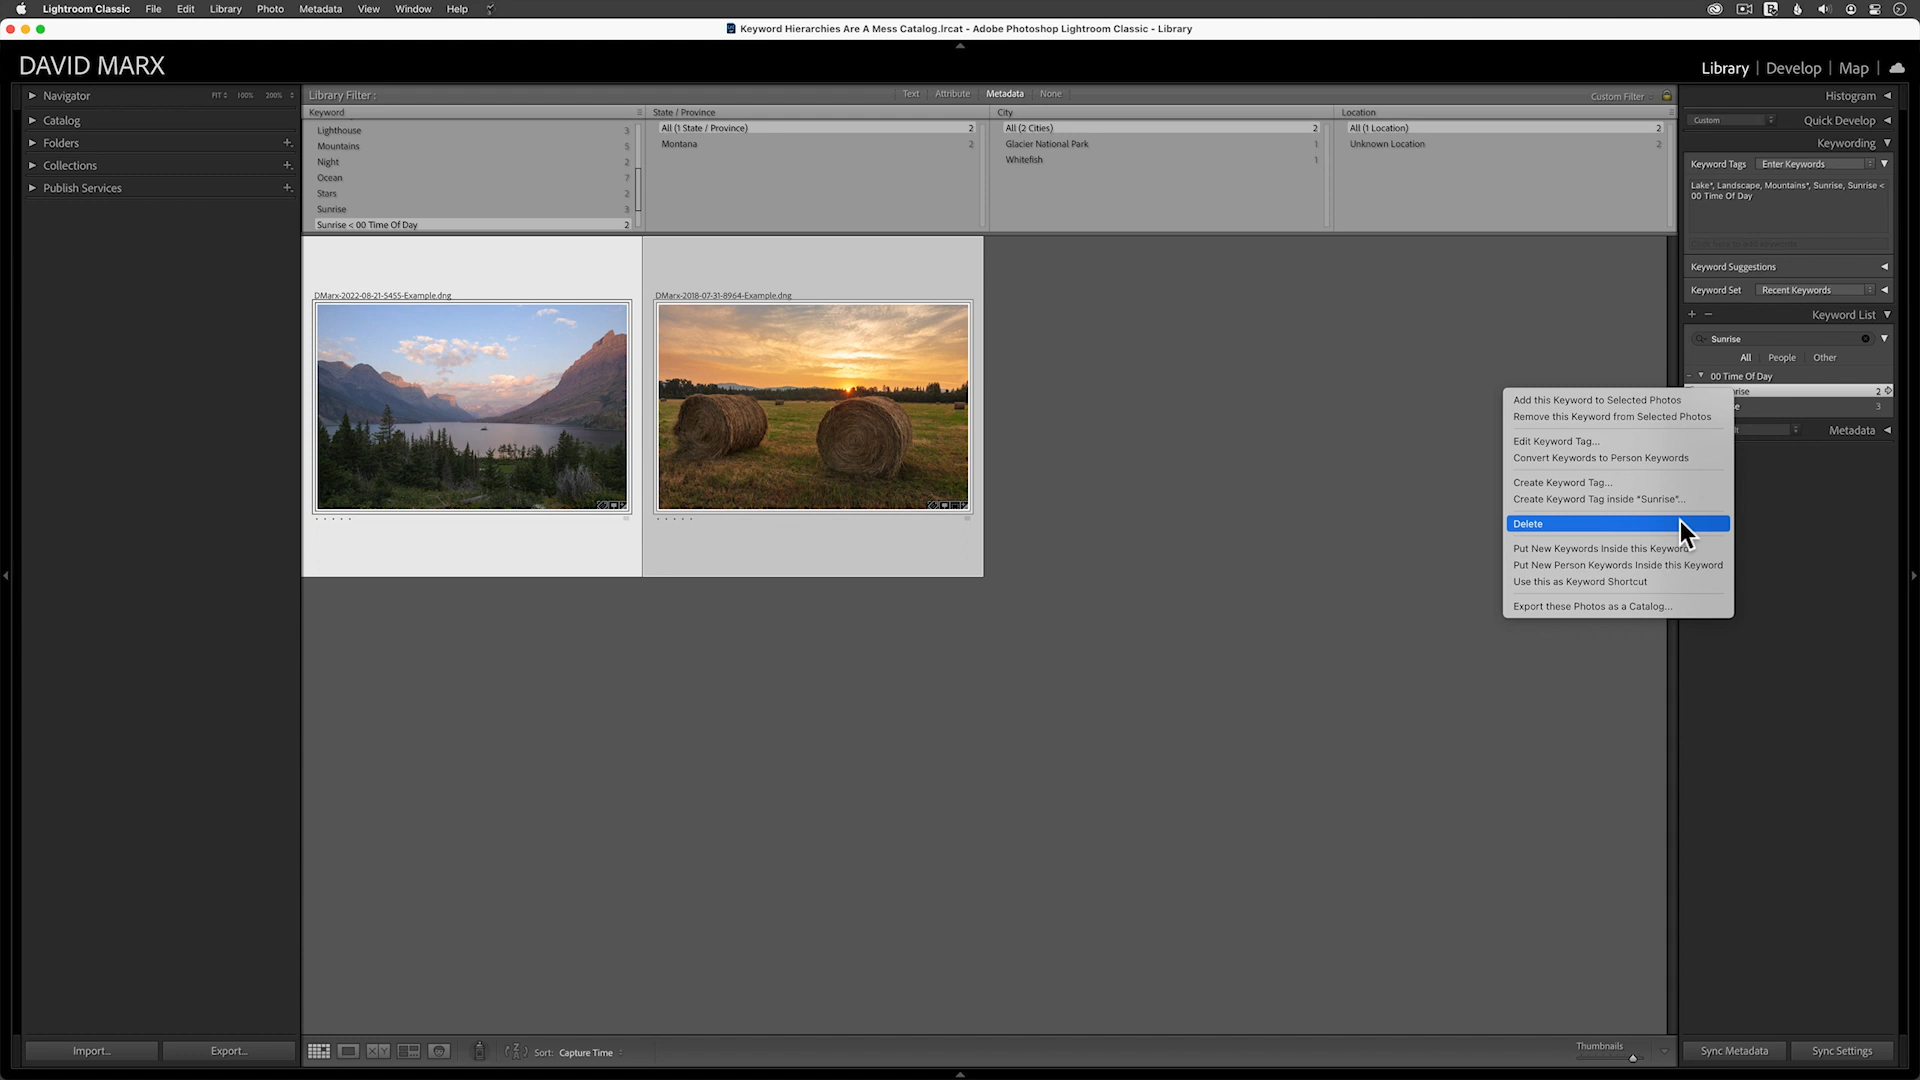 Lightroom Classic File Edit Library Photo Metadata View Window Help
Keyword Hierarchies Are A Mess Catalog.lrcat - Adobe Photoshop Lightroom Classic - Library
DAVID MARX
Library | Develop | Map |
Navigator FIT 100% 200%
Catalog
Folders
Collections
Publish Services
Library Filter: Text Attribute Metadata None Custom Filter
Keyword
Lighthouse 3
Mountains 5
Night 2
Ocean 7
Stars 2
Sunrise 3
Sunrise < 00 Time Of Day 2
State / Province
All (1 State / Province) 2
Montana 2
City
All (2 Cities) 2
Glacier National Park 1
Whitefish 1
Location
All (1 Location) 2
Unknown Location 2
DMarx-2022-08-21-5455-Example.dng
DMarx-2018-07-31-8964-Example.dng
Histogram
Custom Quick Develop
Keywording
Keyword Tags Enter Keywords
Lake*, Landscape, Mountains*, Sunrise, Sunrise <
00 Time Of Day
Keyword Suggestions
Keyword Set Recent Keywords
+ − Keyword List
Sunrise
All People Other
00 Time Of Day
rise 2
e 3
Metadata
Add this Keyword to Selected Photos
Remove this Keyword from Selected Photos
Edit Keyword Tag...
Convert Keywords to Person Keywords
Create Keyword Tag...
Create Keyword Tag inside "Sunrise"...
Delete
Put New Keywords Inside this Keyword
Put New Person Keywords Inside this Keyword
Use this as Keyword Shortcut
Export these Photos as a Catalog...
Import... Export...
Sort: Capture Time
Thumbnails
Sync Metadata Sync Settings